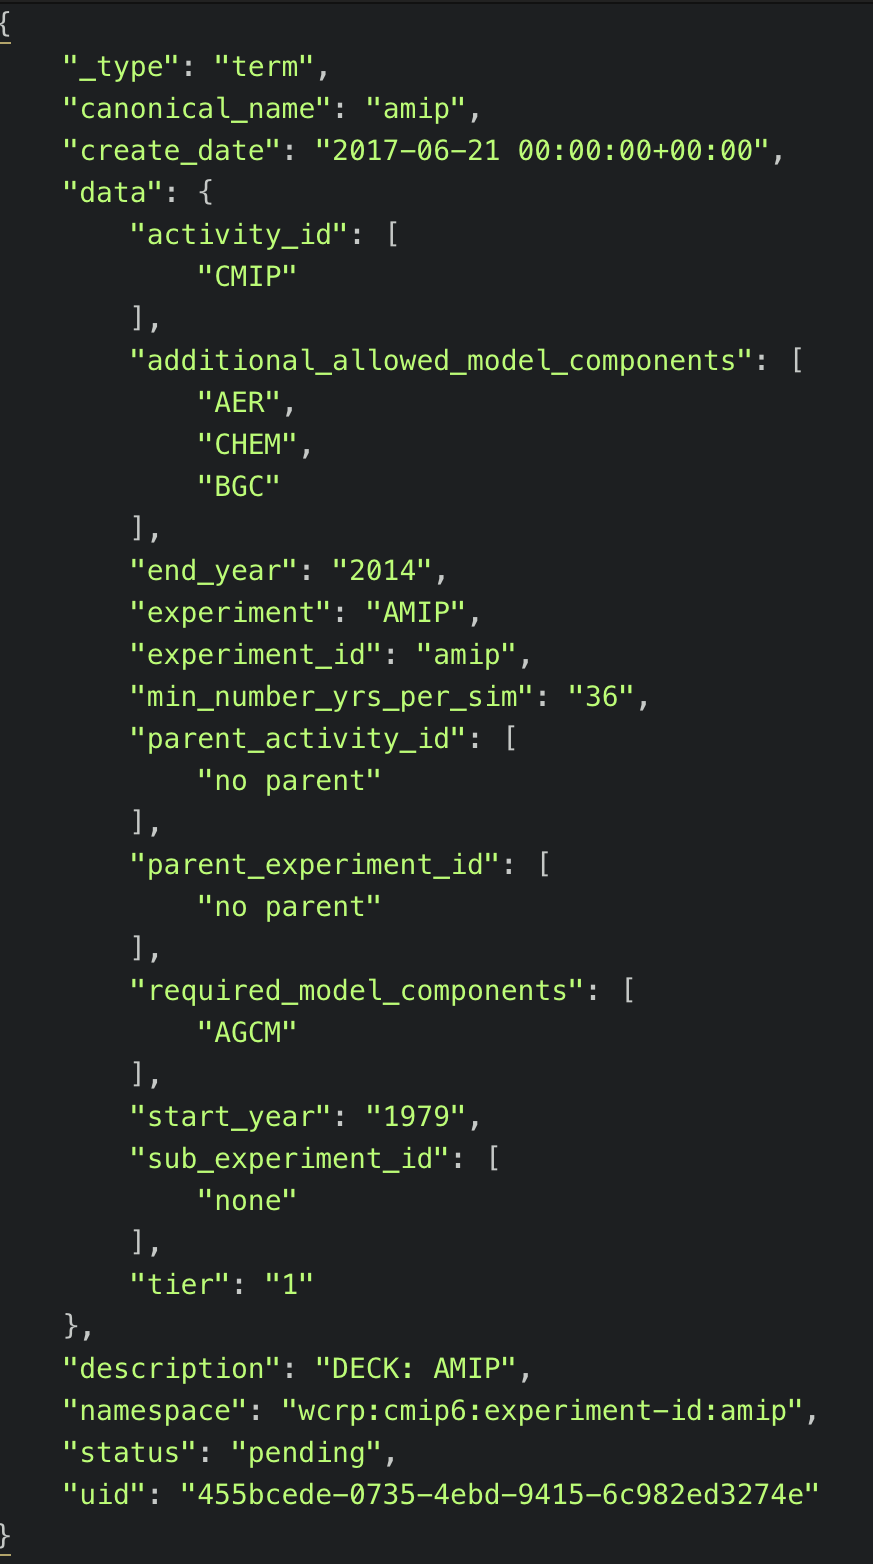 {
    "_type": "term",
    "canonical_name": "amip",
    "create_date": "2017-06-21 00:00:00+00:00",
    "data": {
        "activity_id": [
            "CMIP"
        ],
        "additional_allowed_model_components": [
            "AER",
            "CHEM",
            "BGC"
        ],
        "end_year": "2014",
        "experiment": "AMIP",
        "experiment_id": "amip",
        "min_number_yrs_per_sim": "36",
        "parent_activity_id": [
            "no parent"
        ],
        "parent_experiment_id": [
            "no parent"
        ],
        "required_model_components": [
            "AGCM"
        ],
        "start_year": "1979",
        "sub_experiment_id": [
            "none"
        ],
        "tier": "1"
    },
    "description": "DECK: AMIP",
    "namespace": "wcrp:cmip6:experiment-id:amip",
    "status": "pending",
    "uid": "455bcede-0735-4ebd-9415-6c982ed3274e"
}